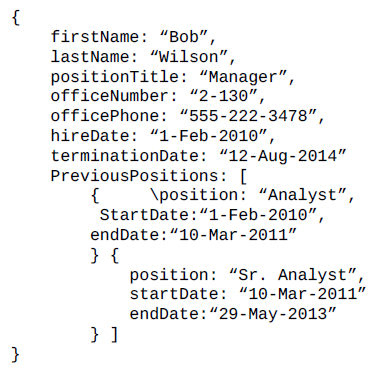 {
    firstName: “Bob”,
    lastName: “Wilson”,
    positionTitle: “Manager”,
    officeNumber: “2-130”,
    officePhone: “555-222-3478”,
    hireDate: “1-Feb-2010”,
    terminationDate: “12-Aug-2014”
    PreviousPositions: [
        {     \position: “Analyst”,
         StartDate:“1-Feb-2010”,
        endDate:“10-Mar-2011”
        } {
            position: “Sr. Analyst”,
            startDate: “10-Mar-2011”
            endDate:“29-May-2013”
        } ]
}